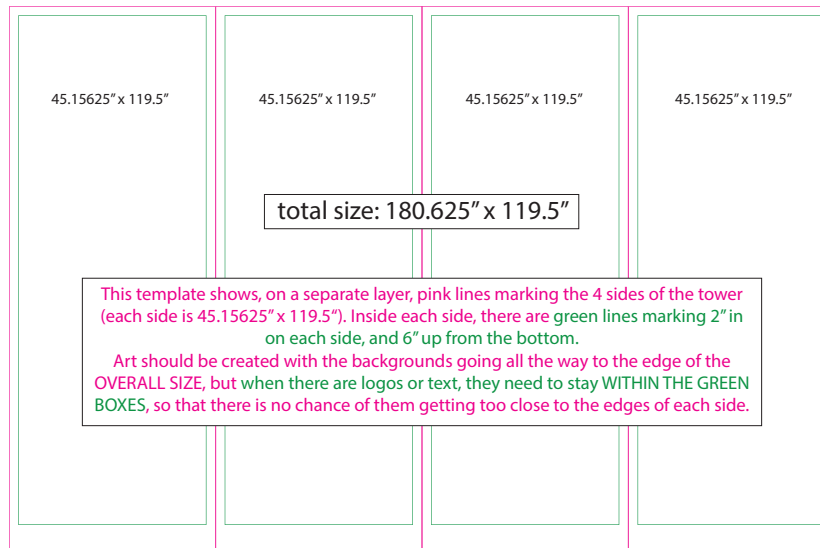 45.15625″ x 119.5″ 45.15625″ x 119.5″ 45.15625″ x 119.5″ 45.15625″ x 119.5″
total size: 180.625″ x 119.5″
This template shows, on a separate layer, pink lines marking the 4 sides of the tower
(each side is 45.15625″ x 119.5“). Inside each side, there are green lines marking 2” in
on each side, and 6” up from the bottom.
Art should be created with the backgrounds going all the way to the edge of the
OVERALL SIZE, but when there are logos or text, they need to stay WITHIN THE GREEN
BOXES, so that there is no chance of them getting too close to the edges of each side.